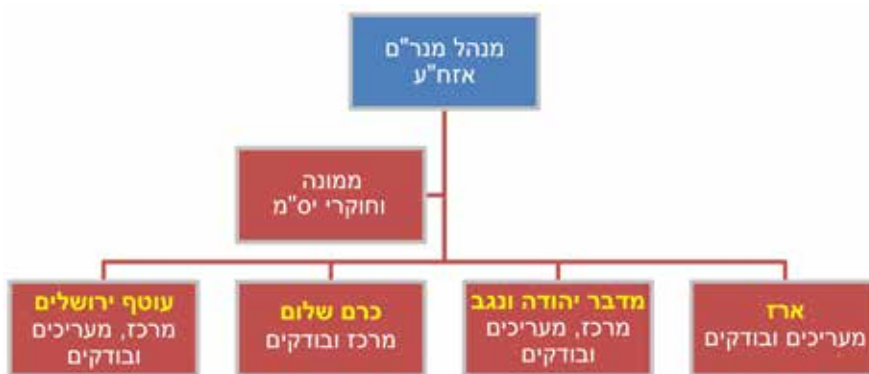 מנהל מנר"ם
אזח"ע
ממונה
וחוקרי יס"מ
ארז
מעריכים ובודקים
מדבר יהודה ונגב
מרכז, מעריכים
ובודקים
כרם שלום
מרכז ובודקים
עוטף ירושלים
מרכז, מעריכים
ובודקים